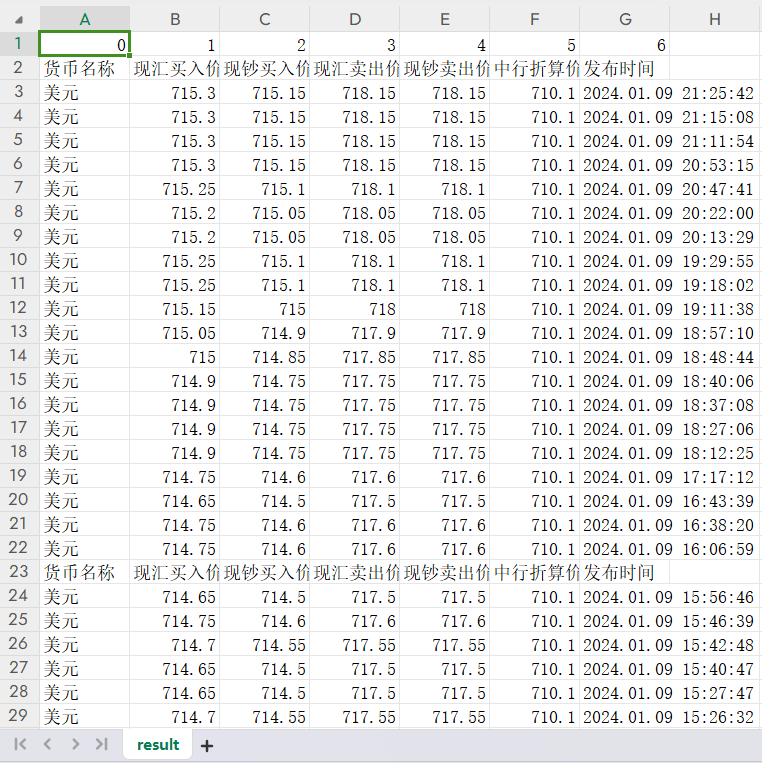 A B C D E F G H
1 0 1 2 3 4 5 6
2 货币名称 现汇买入价 现钞买入价 现汇卖出价 现钞卖出价 中行折算价 发布时间
3 美元 715.3 715.15 718.15 718.15 710.1 2024.01.09 21:25:42
4 美元 715.3 715.15 718.15 718.15 710.1 2024.01.09 21:15:08
5 美元 715.3 715.15 718.15 718.15 710.1 2024.01.09 21:11:54
6 美元 715.3 715.15 718.15 718.15 710.1 2024.01.09 20:53:15
7 美元 715.25 715.1 718.1 718.1 710.1 2024.01.09 20:47:41
8 美元 715.2 715.05 718.05 718.05 710.1 2024.01.09 20:22:00
9 美元 715.2 715.05 718.05 718.05 710.1 2024.01.09 20:13:29
10 美元 715.25 715.1 718.1 718.1 710.1 2024.01.09 19:29:55
11 美元 715.25 715.1 718.1 718.1 710.1 2024.01.09 19:18:02
12 美元 715.15 715 718 718 710.1 2024.01.09 19:11:38
13 美元 715.05 714.9 717.9 717.9 710.1 2024.01.09 18:57:10
14 美元 715 714.85 717.85 717.85 710.1 2024.01.09 18:48:44
15 美元 714.9 714.75 717.75 717.75 710.1 2024.01.09 18:40:06
16 美元 714.9 714.75 717.75 717.75 710.1 2024.01.09 18:37:08
17 美元 714.9 714.75 717.75 717.75 710.1 2024.01.09 18:27:06
18 美元 714.9 714.75 717.75 717.75 710.1 2024.01.09 18:12:25
19 美元 714.75 714.6 717.6 717.6 710.1 2024.01.09 17:17:12
20 美元 714.65 714.5 717.5 717.5 710.1 2024.01.09 16:43:39
21 美元 714.75 714.6 717.6 717.6 710.1 2024.01.09 16:38:20
22 美元 714.75 714.6 717.6 717.6 710.1 2024.01.09 16:06:59
23 货币名称 现汇买入价 现钞买入价 现汇卖出价 现钞卖出价 中行折算价 发布时间
24 美元 714.65 714.5 717.5 717.5 710.1 2024.01.09 15:56:46
25 美元 714.75 714.6 717.6 717.6 710.1 2024.01.09 15:46:39
26 美元 714.7 714.55 717.55 717.55 710.1 2024.01.09 15:42:48
27 美元 714.65 714.5 717.5 717.5 710.1 2024.01.09 15:40:47
28 美元 714.65 714.5 717.5 717.5 710.1 2024.01.09 15:27:47
29 美元 714.7 714.55 717.55 717.55 710.1 2024.01.09 15:26:32
result